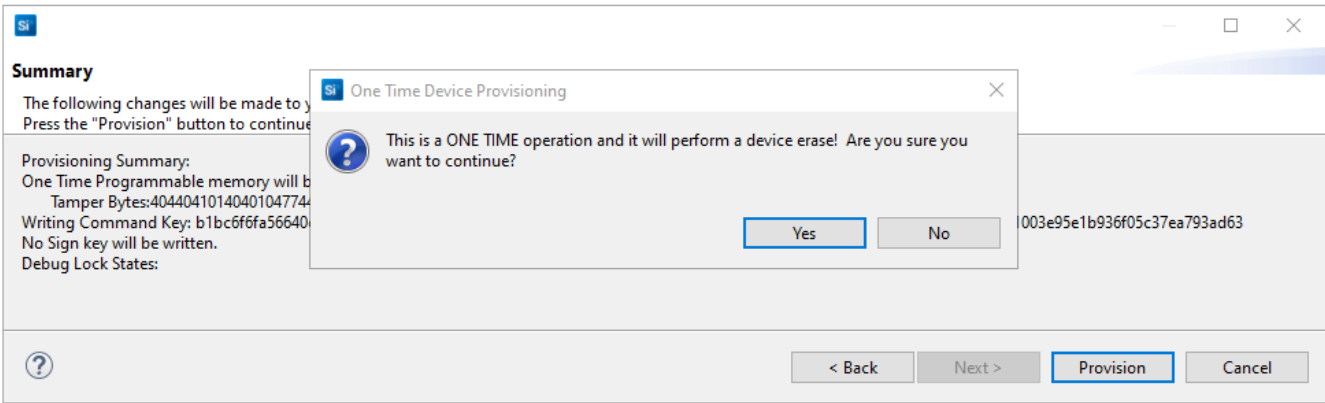 Si
Summary
The following changes will be made to y
Press the "Provision" button to continue
Si One Time Device Provisioning
This is a ONE TIME operation and it will perform a device erase! Are you sure you
want to continue?
Yes No
Provisioning Summary:
One Time Programmable memory will b
Tamper Bytes:40440410140401047744
Writing Command Key: b1bc6f6fa56640 1003e95e1b936f05c37ea793ad63
No Sign key will be written.
Debug Lock States:
?
< Back Next > Provision Cancel